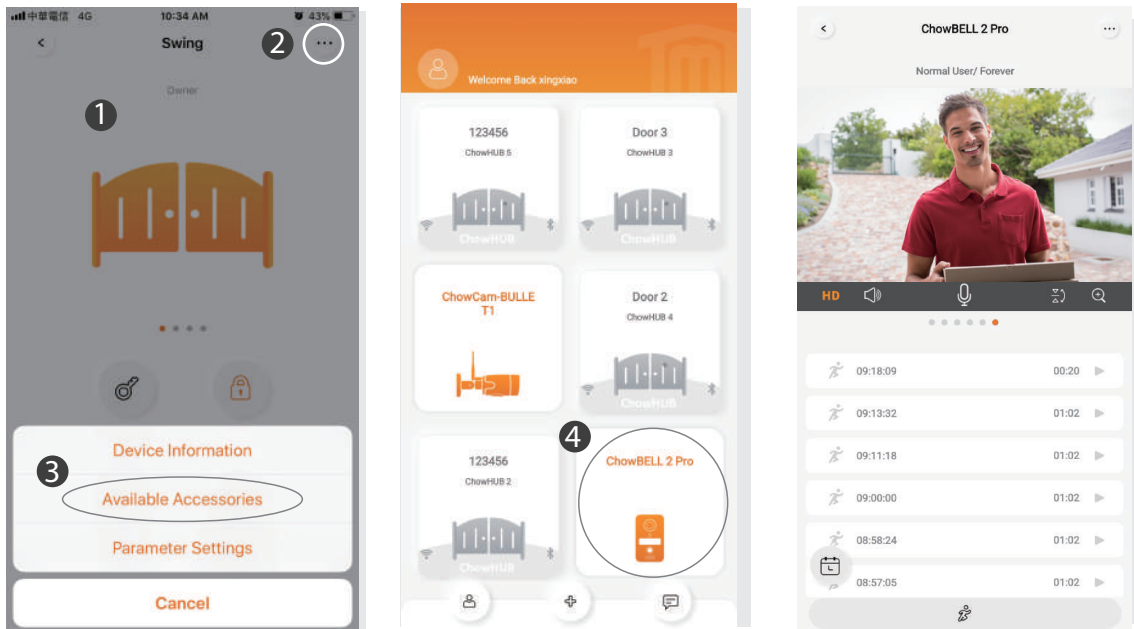 中華電信 4G 10:34 AM 43%
Swing
2
Owner
1
Device Information
3
Available Accessories
Parameter Settings
Cancel
Welcome Back xingxiao
123456
ChowHUB 5
ChowHUB
Door 3
ChowHUB 3
ChowHUB
ChowCam-BULLE
T1
Door 2
ChowHUB 4
ChowHUB
4
123456
ChowHUB 2
ChowHUB
ChowBELL 2 Pro
ChowBELL 2 Pro
Normal User/ Forever
HD
09:18:09 00:20
09:13:32 01:02
09:11:18 01:02
09:00:00 01:02
08:58:24 01:02
08:57:05 01:02